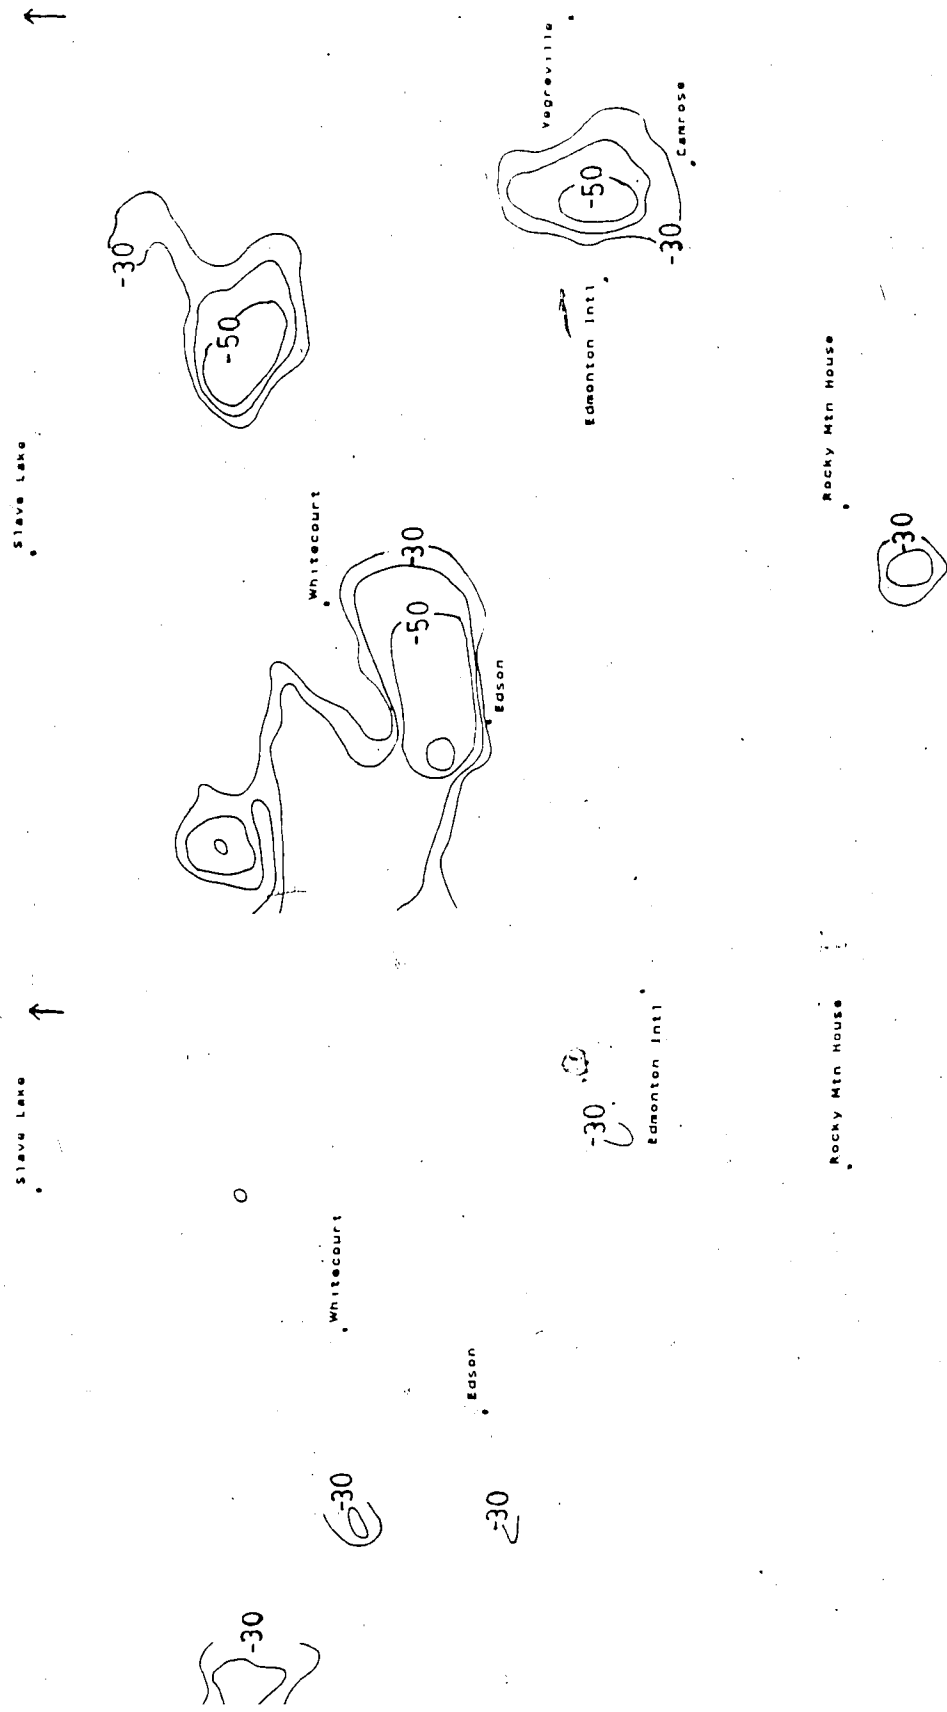 Slave Lake
-30
-50
Vegreville
-50
Camrose
-30
Edmonton Intl
Whitecourt
-30
-50
Edson
Rocky Mtn House
-30
Slave Lake
Whitecourt
Edson
-30
Edmonton Intl
Rocky Mtn House
-30
-30
-30